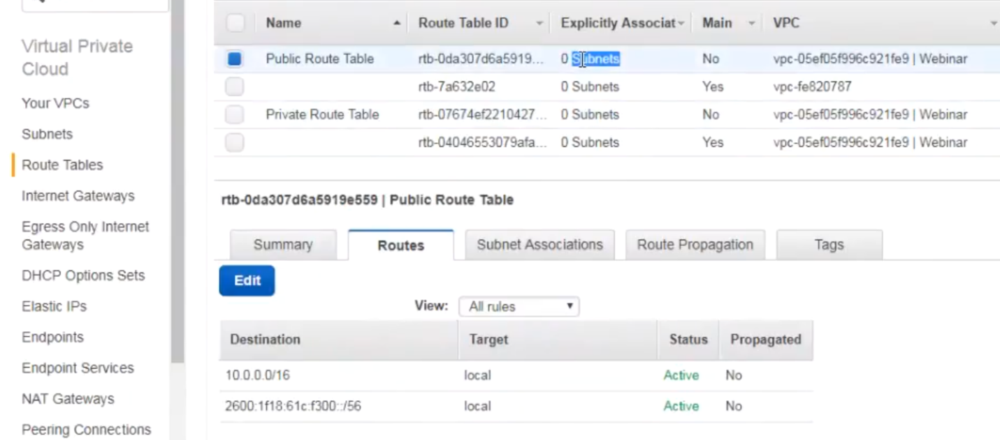 Virtual Private
Cloud
Your VPCs
Subnets
Route Tables
Internet Gateways
Egress Only Internet
Gateways
DHCP Options Sets
Elastic IPs
Endpoints
Endpoint Services
NAT Gateways
Peering Connections
Name Route Table ID Explicitly Associat Main VPC
Public Route Table rtb-0da307d6a5919... 0 Subnets No vpc-05ef05f996c921fe9 | Webinar
rtb-7a632e02 0 Subnets Yes vpc-fe820787
Private Route Table rtb-07674ef2210427... 0 Subnets No vpc-05ef05f996c921fe9 | Webinar
rtb-04046553079afa... 0 Subnets Yes vpc-05ef05f996c921fe9 | Webinar
rtb-0da307d6a5919e559 | Public Route Table
Summary Routes Subnet Associations Route Propagation Tags
Edit
View: All rules
Destination Target Status Propagated
10.0.0.0/16 local Active No
2600:1f18:61c:f300::/56 local Active No